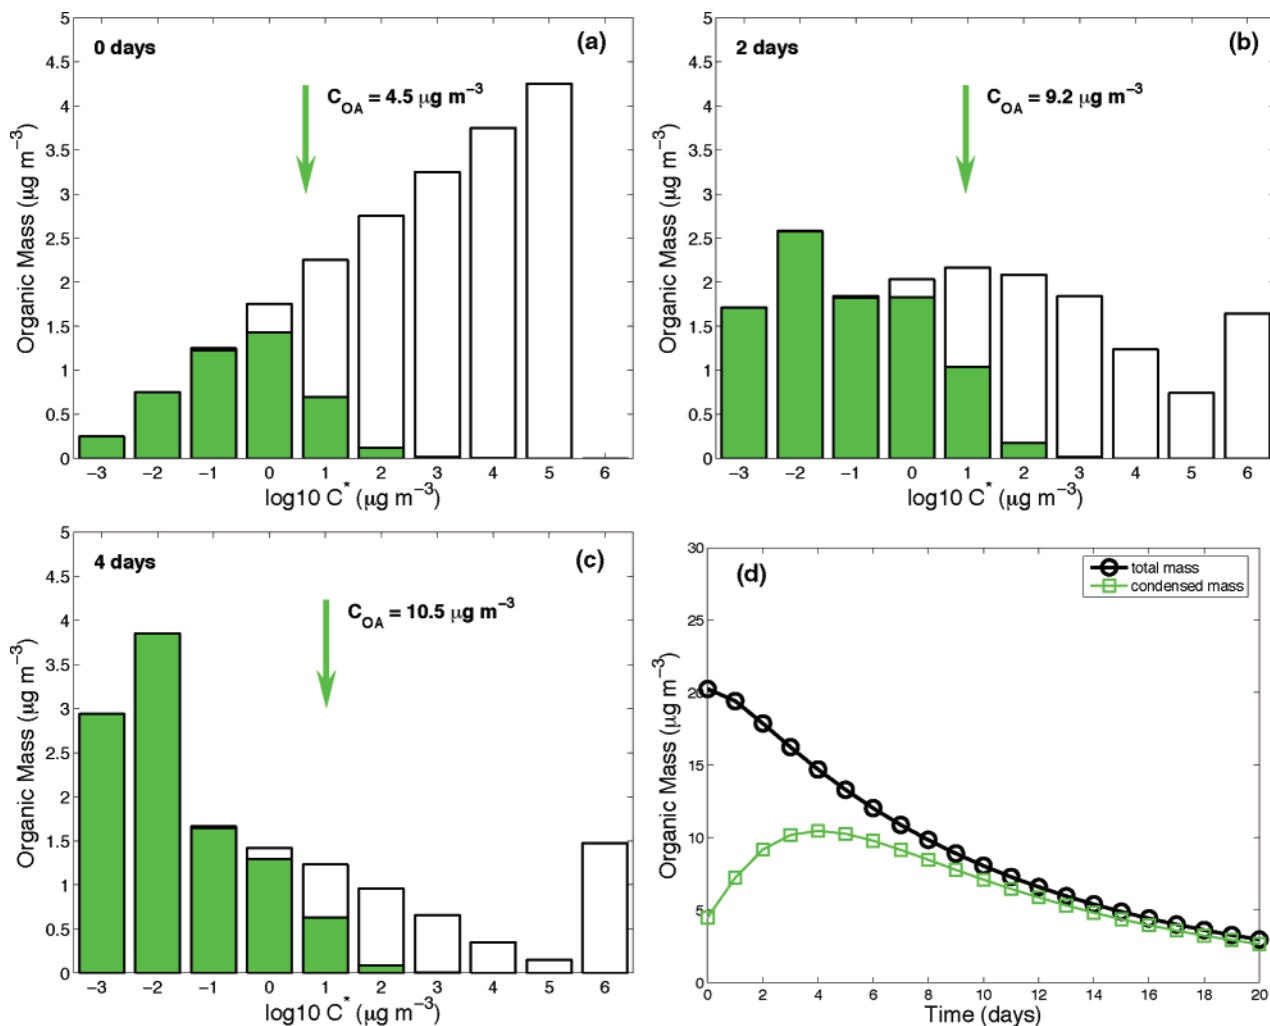 0 days
(a)
C_OA = 4.5 μg m⁻³
Organic Mass (μg m⁻³)
5
4.5
4
3.5
3
2.5
2
1.5
1
0.5
0
−3 −2 −1 0 1 2 3 4 5 6
log10 C* (μg m⁻³)
2 days
(b)
C_OA = 9.2 μg m⁻³
Organic Mass (μg m⁻³)
5
4.5
4
3.5
3
2.5
2
1.5
1
0.5
0
−3 −2 −1 0 1 2 3 4 5 6
log10 C* (μg m⁻³)
4 days
(c)
C_OA = 10.5 μg m⁻³
Organic Mass (μg m⁻³)
5
4.5
4
3.5
3
2.5
2
1.5
1
0.5
0
−3 −2 −1 0 1 2 3 4 5 6
log10 C* (μg m⁻³)
(d)
total mass
condensed mass
Organic Mass (μg m⁻³)
30
25
20
15
10
5
0
0 2 4 6 8 10 12 14 16 18 20
Time (days)